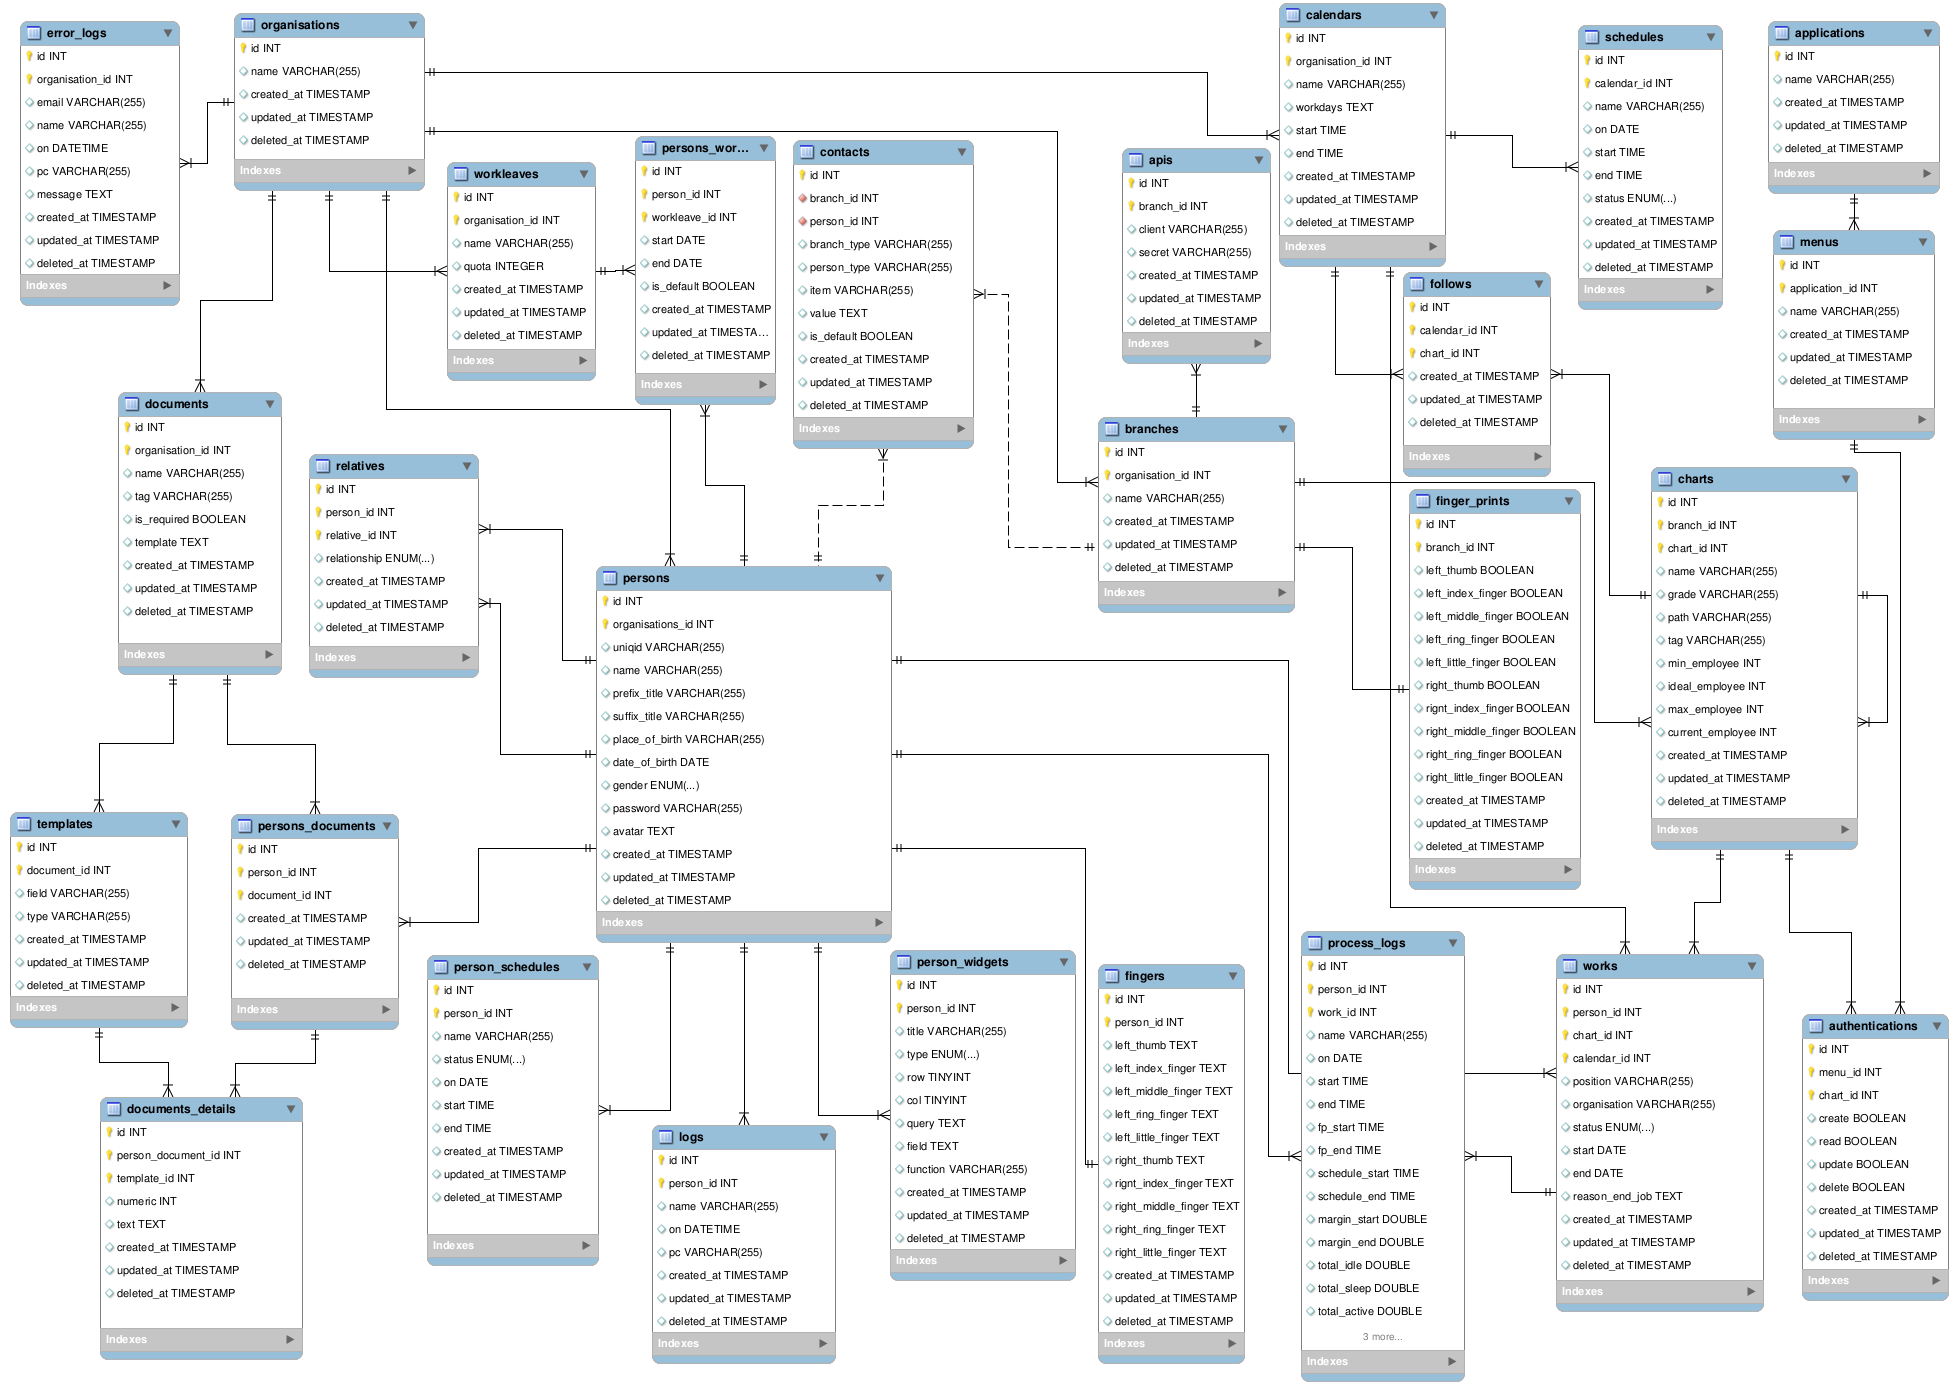 error_logs
id INT
organisation_id INT
email VARCHAR(255)
name VARCHAR(255)
on DATETIME
pc VARCHAR(255)
message TEXT
created_at TIMESTAMP
updated_at TIMESTAMP
deleted_at TIMESTAMP
Indexes
organisations
id INT
name VARCHAR(255)
created_at TIMESTAMP
updated_at TIMESTAMP
deleted_at TIMESTAMP
Indexes
workleaves
id INT
organisation_id INT
name VARCHAR(255)
quota INTEGER
created_at TIMESTAMP
updated_at TIMESTAMP
deleted_at TIMESTAMP
Indexes
persons_wor...
id INT
person_id INT
workleave_id INT
start DATE
end DATE
is_default BOOLEAN
created_at TIMESTAMP
updated_at TIMESTA...
deleted_at TIMESTAMP
Indexes
contacts
id INT
branch_id INT
person_id INT
branch_type VARCHAR(255)
person_type VARCHAR(255)
item VARCHAR(255)
value TEXT
is_default BOOLEAN
created_at TIMESTAMP
updated_at TIMESTAMP
deleted_at TIMESTAMP
Indexes
apis
id INT
branch_id INT
client VARCHAR(255)
secret VARCHAR(255)
created_at TIMESTAMP
updated_at TIMESTAMP
deleted_at TIMESTAMP
Indexes
calendars
id INT
organisation_id INT
name VARCHAR(255)
workdays TEXT
start TIME
end TIME
created_at TIMESTAMP
updated_at TIMESTAMP
deleted_at TIMESTAMP
Indexes
schedules
id INT
calendar_id INT
name VARCHAR(255)
on DATE
start TIME
end TIME
status ENUM(...)
created_at TIMESTAMP
updated_at TIMESTAMP
deleted_at TIMESTAMP
Indexes
applications
id INT
name VARCHAR(255)
created_at TIMESTAMP
updated_at TIMESTAMP
deleted_at TIMESTAMP
Indexes
menus
id INT
application_id INT
name VARCHAR(255)
created_at TIMESTAMP
updated_at TIMESTAMP
deleted_at TIMESTAMP
Indexes
follows
id INT
calendar_id INT
chart_id INT
created_at TIMESTAMP
updated_at TIMESTAMP
deleted_at TIMESTAMP
Indexes
documents
id INT
organisation_id INT
name VARCHAR(255)
tag VARCHAR(255)
is_required BOOLEAN
template TEXT
created_at TIMESTAMP
updated_at TIMESTAMP
deleted_at TIMESTAMP
Indexes
relatives
id INT
person_id INT
relative_id INT
relationship ENUM(...)
created_at TIMESTAMP
updated_at TIMESTAMP
deleted_at TIMESTAMP
Indexes
branches
id INT
organisation_id INT
name VARCHAR(255)
created_at TIMESTAMP
updated_at TIMESTAMP
deleted_at TIMESTAMP
Indexes
finger_prints
id INT
branch_id INT
left_thumb BOOLEAN
left_index_finger BOOLEAN
left_middle_finger BOOLEAN
left_ring_finger BOOLEAN
left_little_finger BOOLEAN
right_thumb BOOLEAN
rignt_index_finger BOOLEAN
right_middle_finger BOOLEAN
right_ring_finger BOOLEAN
right_little_finger BOOLEAN
created_at TIMESTAMP
updated_at TIMESTAMP
deleted_at TIMESTAMP
Indexes
charts
id INT
branch_id INT
chart_id INT
name VARCHAR(255)
grade VARCHAR(255)
path VARCHAR(255)
tag VARCHAR(255)
min_employee INT
ideal_employee INT
max_employee INT
current_employee INT
created_at TIMESTAMP
updated_at TIMESTAMP
deleted_at TIMESTAMP
Indexes
persons
id INT
organisations_id INT
uniqid VARCHAR(255)
name VARCHAR(255)
prefix_title VARCHAR(255)
suffix_title VARCHAR(255)
place_of_birth VARCHAR(255)
date_of_birth DATE
gender ENUM(...)
password VARCHAR(255)
avatar TEXT
created_at TIMESTAMP
updated_at TIMESTAMP
deleted_at TIMESTAMP
Indexes
templates
id INT
document_id INT
field VARCHAR(255)
type VARCHAR(255)
created_at TIMESTAMP
updated_at TIMESTAMP
deleted_at TIMESTAMP
Indexes
persons_documents
id INT
person_id INT
document_id INT
created_at TIMESTAMP
updated_at TIMESTAMP
deleted_at TIMESTAMP
Indexes
documents_details
id INT
person_document_id INT
template_id INT
numeric INT
text TEXT
created_at TIMESTAMP
updated_at TIMESTAMP
deleted_at TIMESTAMP
Indexes
person_schedules
id INT
person_id INT
name VARCHAR(255)
status ENUM(...)
on DATE
start TIME
end TIME
created_at TIMESTAMP
updated_at TIMESTAMP
deleted_at TIMESTAMP
Indexes
logs
id INT
person_id INT
name VARCHAR(255)
on DATETIME
pc VARCHAR(255)
created_at TIMESTAMP
updated_at TIMESTAMP
deleted_at TIMESTAMP
Indexes
person_widgets
id INT
person_id INT
title VARCHAR(255)
type ENUM(...)
row TINYINT
col TINYINT
query TEXT
field TEXT
function VARCHAR(255)
created_at TIMESTAMP
updated_at TIMESTAMP
deleted_at TIMESTAMP
Indexes
fingers
id INT
person_id INT
left_thumb TEXT
left_index_finger TEXT
left_middle_finger TEXT
left_ring_finger TEXT
left_little_finger TEXT
right_thumb TEXT
rignt_index_finger TEXT
right_middle_finger TEXT
right_ring_finger TEXT
right_little_finger TEXT
created_at TIMESTAMP
updated_at TIMESTAMP
deleted_at TIMESTAMP
Indexes
process_logs
id INT
person_id INT
work_id INT
name VARCHAR(255)
on DATE
start TIME
end TIME
fp_start TIME
fp_end TIME
schedule_start TIME
schedule_end TIME
margin_start DOUBLE
margin_end DOUBLE
total_idle DOUBLE
total_sleep DOUBLE
total_active DOUBLE
3 more...
Indexes
works
id INT
person_id INT
chart_id INT
calendar_id INT
position VARCHAR(255)
organisation VARCHAR(255)
status ENUM(...)
start DATE
end DATE
reason_end_job TEXT
created_at TIMESTAMP
updated_at TIMESTAMP
deleted_at TIMESTAMP
Indexes
authentications
id INT
menu_id INT
chart_id INT
create BOOLEAN
read BOOLEAN
update BOOLEAN
delete BOOLEAN
created_at TIMESTAMP
updated_at TIMESTAMP
deleted_at TIMESTAMP
Indexes